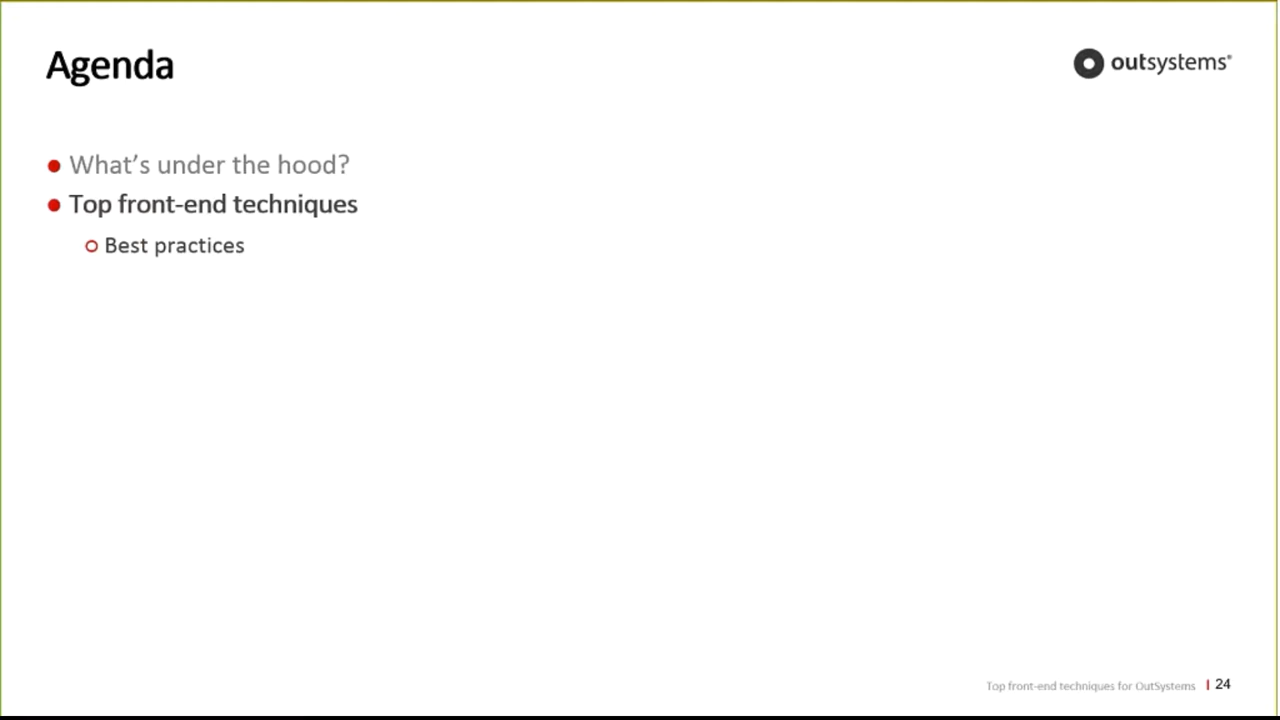 Agenda
outsystems®
What's under the hood?
Top front-end techniques
Best practices
Top front-end techniques for OutSystems | 24